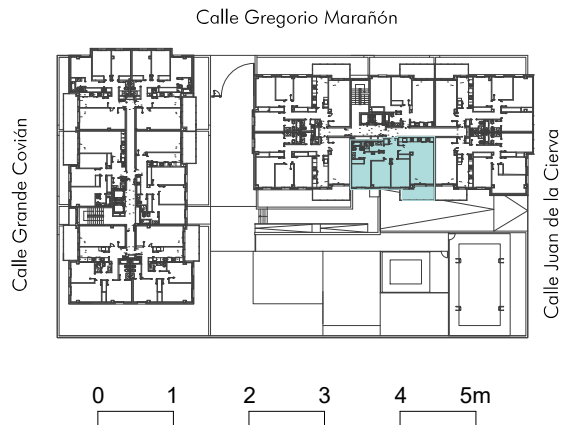 Calle Gregorio Marañón
Calle Grande Covián
Calle Juan de la Cierva
0 1 2 3 4 5m